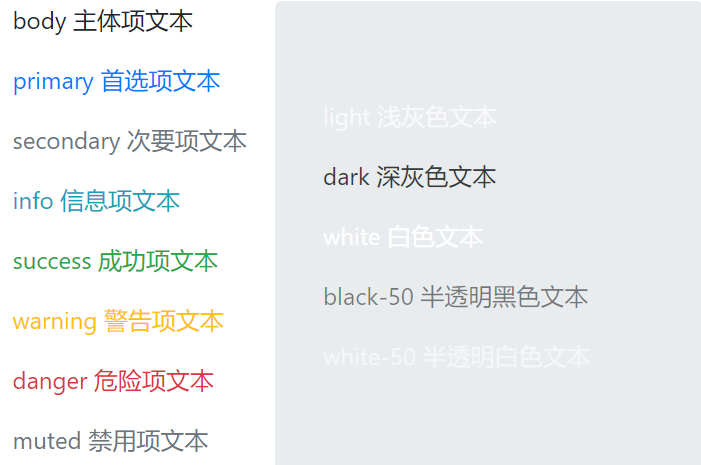 body 主体项文本
primary 首选项文本
secondary 次要项文本
info 信息项文本
success 成功项文本
warning 警告项文本
danger 危险项文本
muted 禁用项文本
light 浅灰色文本
dark 深灰色文本
white 白色文本
black-50 半透明黑色文本
white-50 半透明白色文本